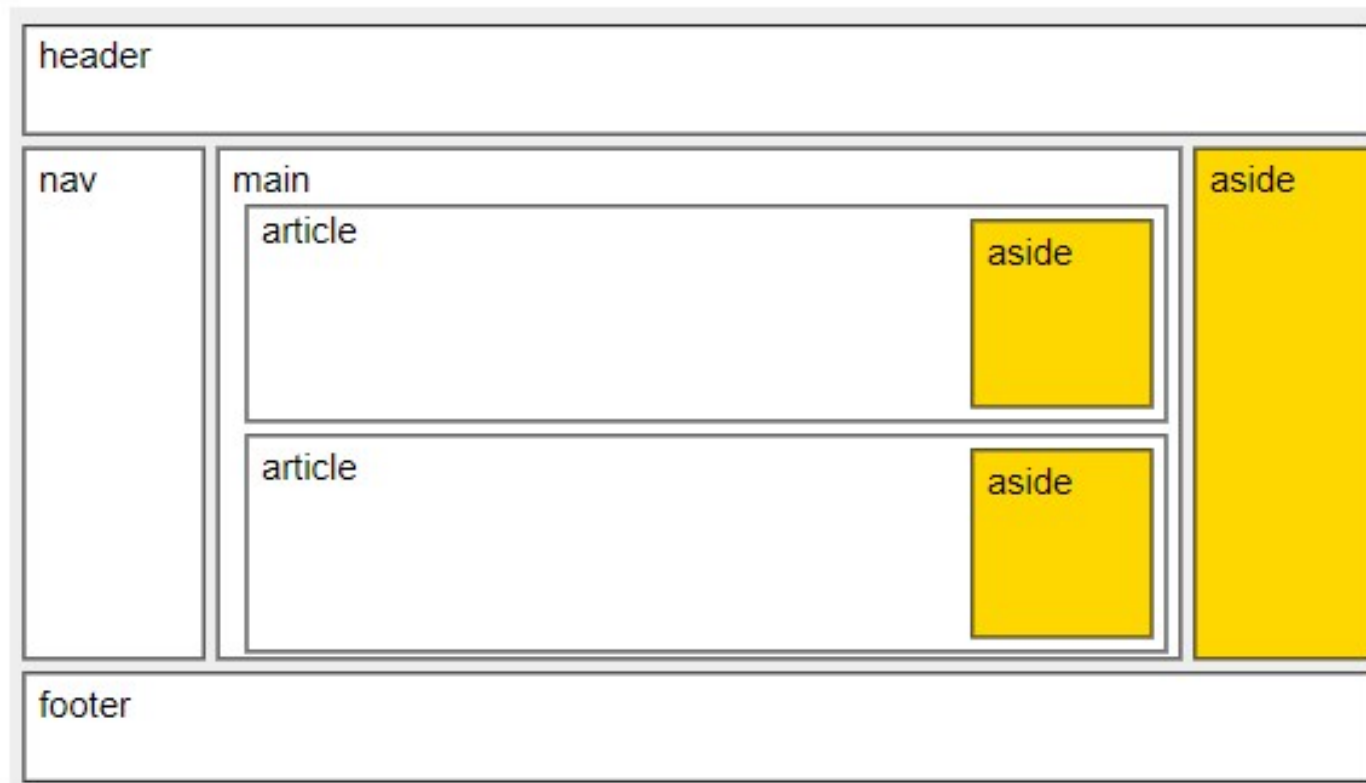 header
nav
main
aside
article
aside
article
aside
footer